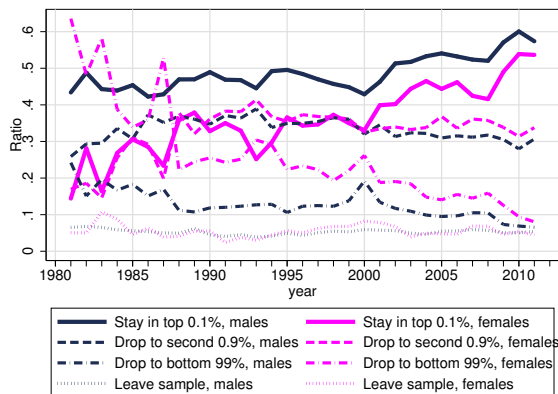 .6
.5
.4
.3
.2
.1
0
Ratio
1980 1985 1990 1995 2000 2005 2010
year
Stay in top 0.1%, males Stay in top 0.1%, females
Drop to second 0.9%, males Drop to second 0.9%, females
Drop to bottom 99%, males Drop to bottom 99%, females
Leave sample, males Leave sample, females